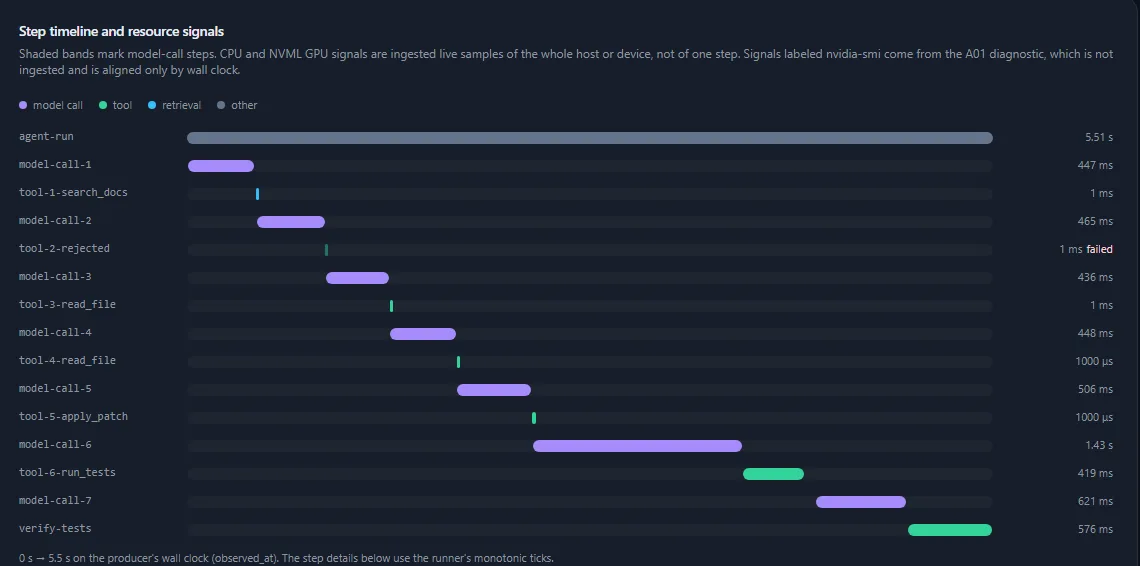 Step timeline and resource signals
Shaded bands mark model-call steps. CPU and NVML GPU signals are ingested live samples of the whole host or device, not of one step. Signals labeled nvidia-smi come from the A01 diagnostic, which is not
ingested and is aligned only by wall clock.
model call tool retrieval other
agent-run 5.51 s
model-call-1 447 ms
tool-1-search_docs 1 ms
model-call-2 465 ms
tool-2-rejected 1 ms failed
model-call-3 436 ms
tool-3-read_file 1 ms
model-call-4 448 ms
tool-4-read_file 1000 µs
model-call-5 506 ms
tool-5-apply_patch 1000 µs
model-call-6 1.43 s
tool-6-run_tests 419 ms
model-call-7 621 ms
verify-tests 576 ms
0 s → 5.5 s on the producer's wall clock (observed_at). The step details below use the runner's monotonic ticks.